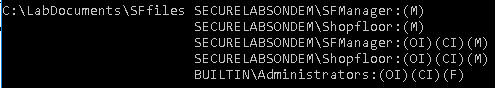 C:\LabDocuments\SFfiles SECURELABSONDEM\SFManager:(M)
SECURELABSONDEM\Shopfloor:(M)
SECURELABSONDEM\SFManager:(OI)(CI)(M)
SECURELABSONDEM\Shopfloor:(OI)(CI)(M)
BUILTIN\Administrators:(OI)(CI)(F)